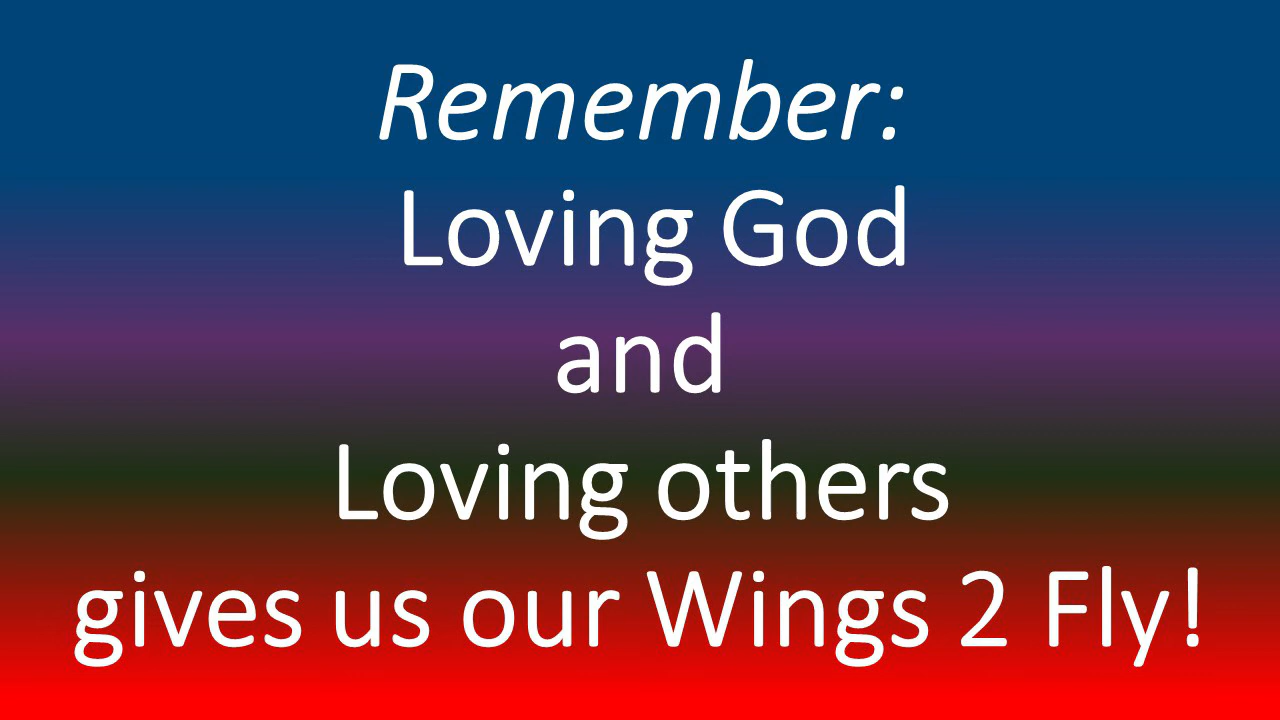 Remember:
Loving God
and
Loving others
gives us our Wings 2 Fly!